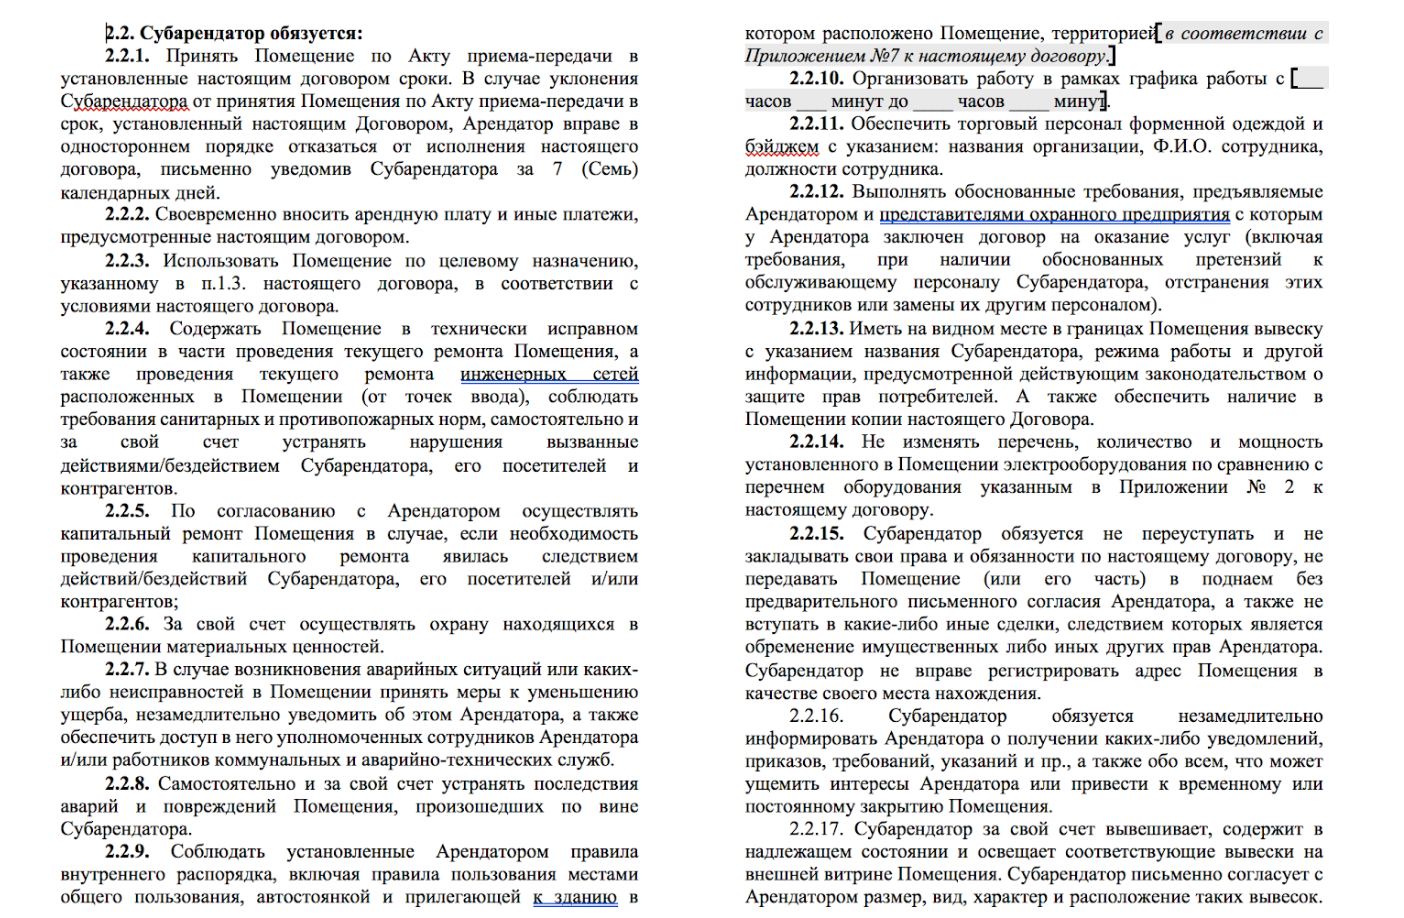 2.2. Субарендатор обязуется:
2.2.1. Принять Помещение по Акту приема-передачи в
установленные настоящим договором сроки. В случае уклонения
Субарендатора от принятия Помещения по Акту приема-передачи в
срок, установленный настоящим Договором, Арендатор вправе в
одностороннем порядке отказаться от исполнения настоящего
договора, письменно уведомив Субарендатора за 7 (Семь)
календарных дней.
2.2.2. Своевременно вносить арендную плату и иные платежи,
предусмотренные настоящим договором.
2.2.3. Использовать Помещение по целевому назначению,
указанному в п.1.3. настоящего договора, в соответствии с
условиями настоящего договора.
2.2.4. Содержать Помещение в технически исправном
состоянии в части проведения текущего ремонта Помещения, а
также проведения текущего ремонта инженерных сетей
расположенных в Помещении (от точек ввода), соблюдать
требования санитарных и противопожарных норм, самостоятельно и
за свой счет устранять нарушения вызванные
действиями/бездействием Субарендатора, его посетителей и
контрагентов.
2.2.5. По согласованию с Арендатором осуществлять
капитальный ремонт Помещения в случае, если необходимость
проведения капитального ремонта явилась следствием
действий/бездействий Субарендатора, его посетителей и/или
контрагентов;
2.2.6. За свой счет осуществлять охрану находящихся в
Помещении материальных ценностей.
2.2.7. В случае возникновения аварийных ситуаций или каких-
либо неисправностей в Помещении принять меры к уменьшению
ущерба, незамедлительно уведомить об этом Арендатора, а также
обеспечить доступ в него уполномоченных сотрудников Арендатора
и/или работников коммунальных и аварийно-технических служб.
2.2.8. Самостоятельно и за свой счет устранять последствия
аварий и повреждений Помещения, произошедших по вине
Субарендатора.
2.2.9. Соблюдать установленные Арендатором правила
внутреннего распорядка, включая правила пользования местами
общего пользования, автостоянкой и прилегающей к зданию в
котором расположено Помещение, территорией[ в соответствии с
Приложением №7 к настоящему договору.]
2.2.10. Организовать работу в рамках графика работы с [___
часов ___ минут до ____ часов ____ минут].
2.2.11. Обеспечить торговый персонал форменной одеждой и
бэйджем с указанием: названия организации, Ф.И.О. сотрудника,
должности сотрудника.
2.2.12. Выполнять обоснованные требования, предъявляемые
Арендатором и представителями охранного предприятия с которым
у Арендатора заключен договор на оказание услуг (включая
требования, при наличии обоснованных претензий к
обслуживающему персоналу Субарендатора, отстранения этих
сотрудников или замены их другим персоналом).
2.2.13. Иметь на видном месте в границах Помещения вывеску
с указанием названия Субарендатора, режима работы и другой
информации, предусмотренной действующим законодательством о
защите прав потребителей. А также обеспечить наличие в
Помещении копии настоящего Договора.
2.2.14. Не изменять перечень, количество и мощность
установленного в Помещении электрооборудования по сравнению с
перечнем оборудования указанным в Приложении № 2 к
настоящему договору.
2.2.15. Субарендатор обязуется не переуступать и не
закладывать свои права и обязанности по настоящему договору, не
передавать Помещение (или его часть) в поднаем без
предварительного письменного согласия Арендатора, а также не
вступать в какие-либо иные сделки, следствием которых является
обременение имущественных либо иных других прав Арендатора.
Субарендатор не вправе регистрировать адрес Помещения в
качестве своего места нахождения.
2.2.16. Субарендатор обязуется незамедлительно
информировать Арендатора о получении каких-либо уведомлений,
приказов, требований, указаний и пр., а также обо всем, что может
ущемить интересы Арендатора или привести к временному или
постоянному закрытию Помещения.
2.2.17. Субарендатор за свой счет вывешивает, содержит в
надлежащем состоянии и освещает соответствующие вывески на
внешней витрине Помещения. Субарендатор письменно согласует с
Арендатором размер, вид, характер и расположение таких вывесок.